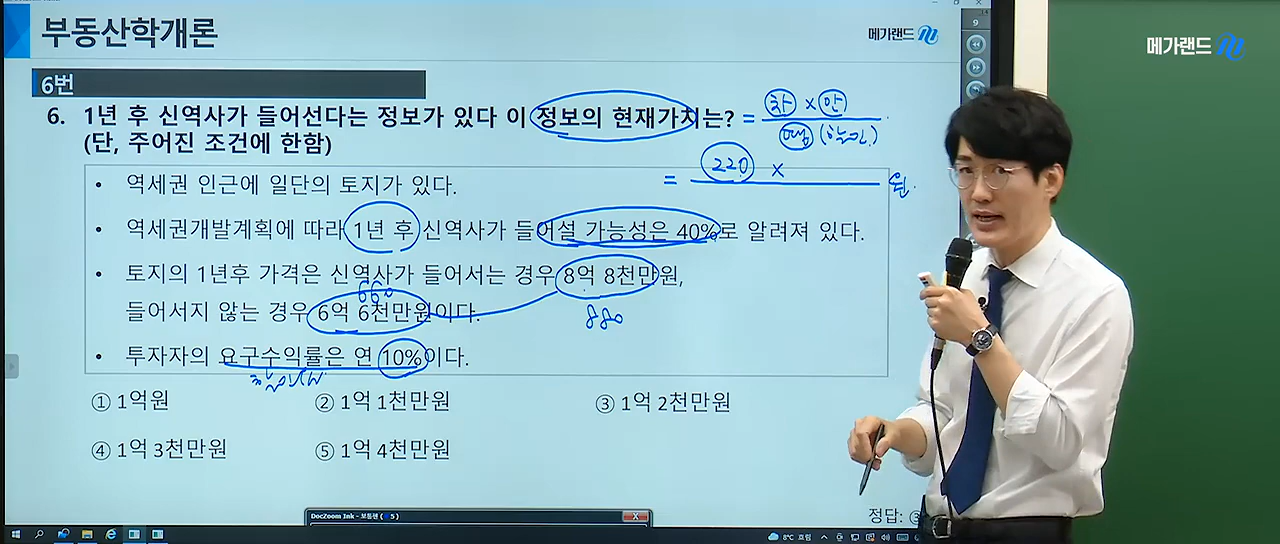 부동산학개론
메가랜드
9
메가랜드
6번
6. 1년 후 신역사가 들어선다는 정보가 있다 이 정보의 현재가치는? =
(단, 주어진 조건에 한함)
= 220 ×
• 역세권 인근에 일단의 토지가 있다.
• 역세권개발계획에 따라 1년 후 신역사가 들어설 가능성은 40%로 알려져 있다.
• 토지의 1년후 가격은 신역사가 들어서는 경우 8억 8천만원,
660
들어서지 않는 경우 6억 6천만원이다.
880
• 투자자의 요구수익률은 연 10%이다.
① 1억원 ② 1억 1천만원 ③ 1억 2천만원
④ 1억 3천만원 ⑤ 1억 4천만원
정답: ③
DocZoom Ink - 보통펜 ( 5)
8°C 흐림